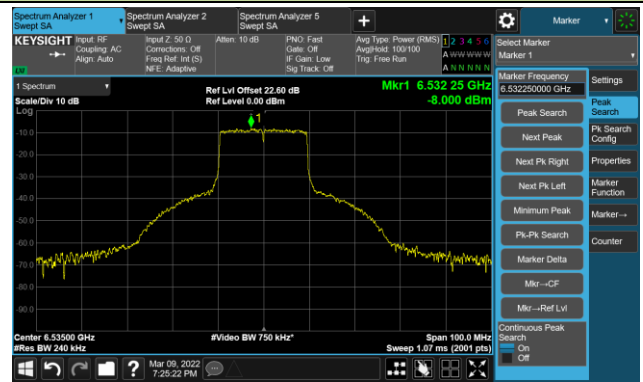 Spectrum Analyzer 1
Swept SA
Spectrum Analyzer 2
Swept SA
Spectrum Analyzer 5
Swept SA
+
Marker
KEYSIGHT
Input: RF
Coupling: AC
Align: Auto
Input Z: 50 Ω
Corrections: Off
Freq Ref: Int (S)
NFE: Adaptive
Atten: 10 dB
PNO: Fast
Gate: Off
IF Gain: Low
Sig Track: Off
Avg Type: Power (RMS)
Avg|Hold: 100/100
Trig: Free Run
1 2 3 4 5 6
A W W W W W
A N N N N N
LXI
1 Spectrum
Scale/Div 10 dB
Log
Ref Lvl Offset 22.60 dB
Ref Level 0.00 dBm
Mkr1 6.532 25 GHz
-8.000 dBm
1
-10.0
-20.0
-30.0
-40.0
-50.0
-60.0
-70.0
-80.0
-90.0
Center 6.53500 GHz
#Res BW 240 kHz
#Video BW 750 kHz*
Span 100.0 MHz
Sweep 1.07 ms (2001 pts)
Select Marker
Marker 1
Marker Frequency
6.532250000 GHz
Peak Search
Next Peak
Next Pk Right
Next Pk Left
Minimum Peak
Pk-Pk Search
Marker Delta
Mkr→CF
Mkr→Ref Lvl
Continuous Peak
Search
On
Off
Settings
Peak
Search
Pk Search
Config
Properties
Marker
Function
Marker→
Counter
?
Mar 09, 2022
7:25:22 PM